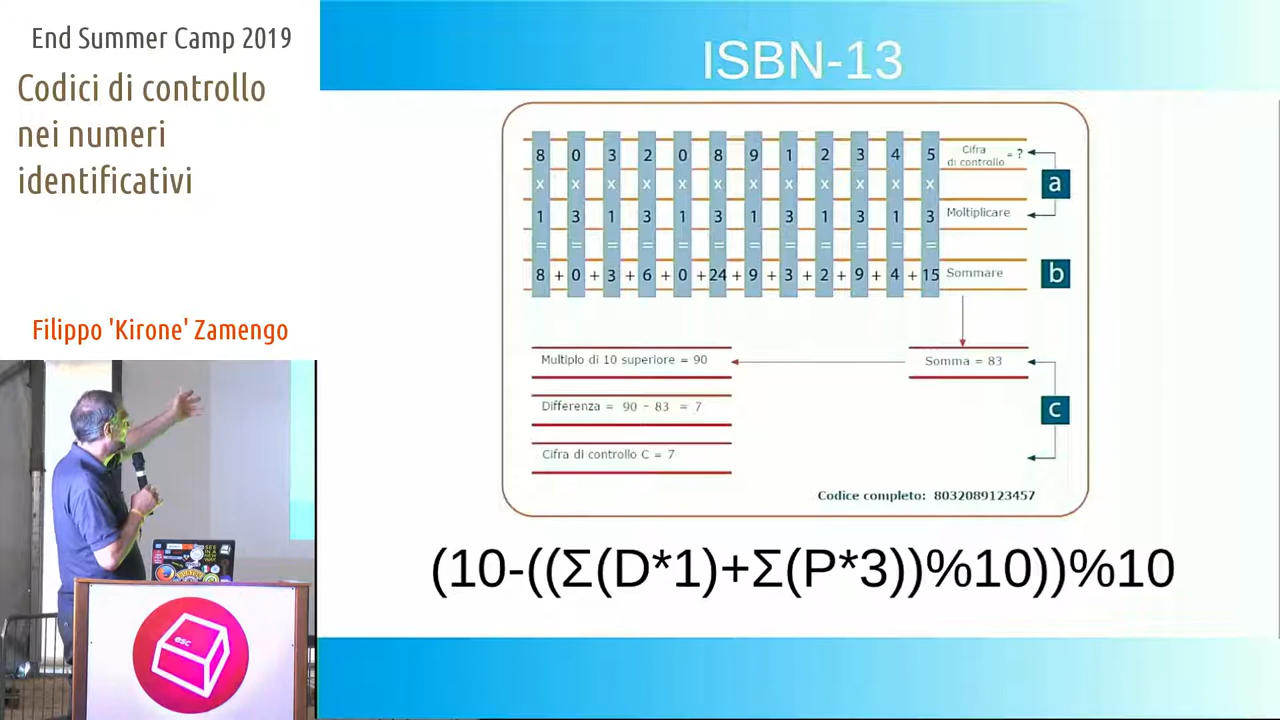 End Summer Camp 2019
Codici di controllo
nei numeri
identificativi
Filippo 'Kirone' Zamengo
ISBN-13
8 0 3 2 0 8 9 1 2 3 4 5 Cifra di controllo = ?
x x x x x x x x x x x x
a
1 3 1 3 1 3 1 3 1 3 1 3 Moltiplicare
= = = = = = = = = = = =
8 + 0 + 3 + 6 + 0 + 24 + 9 + 3 + 2 + 9 + 4 + 15 Sommare
b
Multiplo di 10 superiore = 90
Somma = 83
Differenza = 90 - 83 = 7
c
Cifra di controllo C = 7
Codice completo: 8032089123457
(10-((Σ(D*1)+Σ(P*3))%10))%10
esc